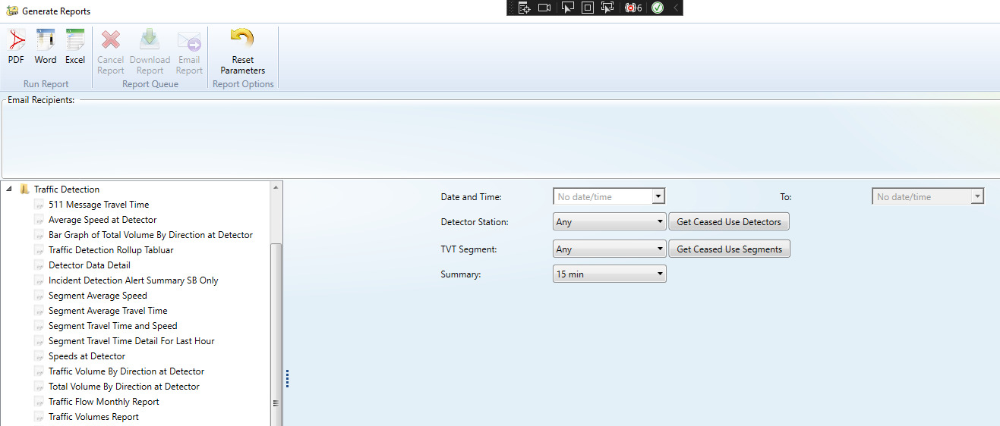 Generate Reports
6
PDF
Word
Excel
Cancel Report
Download Report
Email Report
Reset Parameters
Run Report
Report Queue
Report Options
Email Recipients:
Traffic Detection
511 Message Travel Time
Average Speed at Detector
Bar Graph of Total Volume By Direction at Detector
Traffic Detection Rollup Tabluar
Detector Data Detail
Incident Detection Alert Summary SB Only
Segment Average Speed
Segment Average Travel Time
Segment Travel Time and Speed
Segment Travel Time Detail For Last Hour
Speeds at Detector
Traffic Volume By Direction at Detector
Total Volume By Direction at Detector
Traffic Flow Monthly Report
Traffic Volumes Report
Date and Time: No date/time To: No date/time
Detector Station: Any Get Ceased Use Detectors
TVT Segment: Any Get Ceased Use Segments
Summary: 15 min